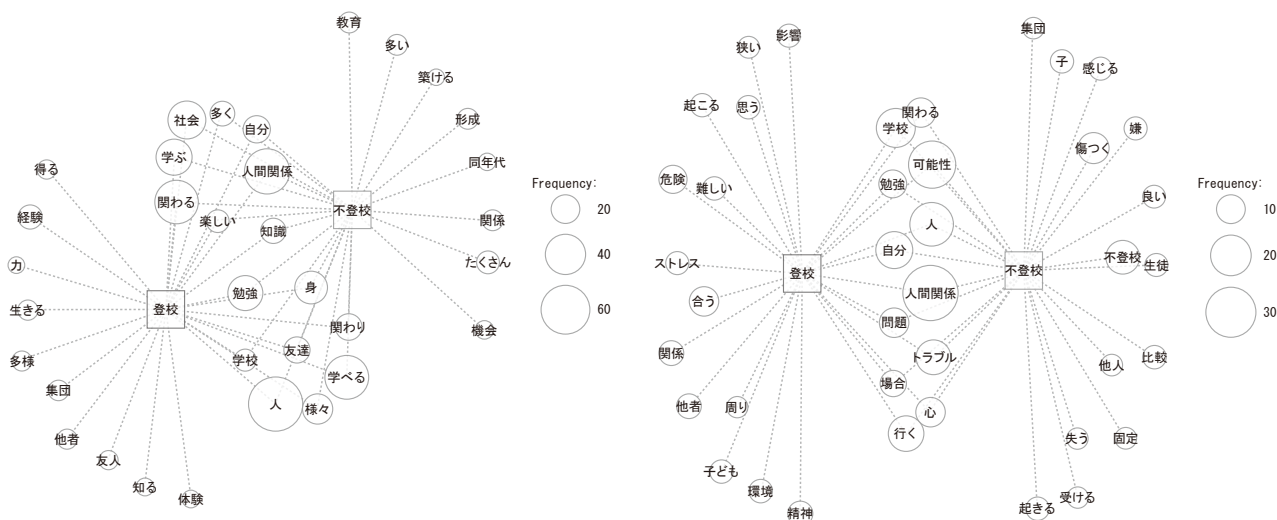 教育
多い
築ける
形成
同年代
関係
たくさん
機会
社会
多く
自分
学ぶ
人間関係
関わる
楽しい
知識
不登校
勉強
身
関わり
友達
学校
学べる
人
様々
登校
得る
経験
力
生きる
多様
集団
他者
友人
知る
体験
Frequency:
20
40
60
影響
狭い
起こる
思う
危険
難しい
ストレス
合う
関係
他者
周り
子ども
環境
精神
登校
関わる
学校
可能性
勉強
人
自分
人間関係
問題
トラブル
場合
心
行く
不登校
集団
子
感じる
嫌
傷つく
良い
不登校
生徒
比較
他人
固定
失う
受ける
起きる
Frequency:
10
20
30